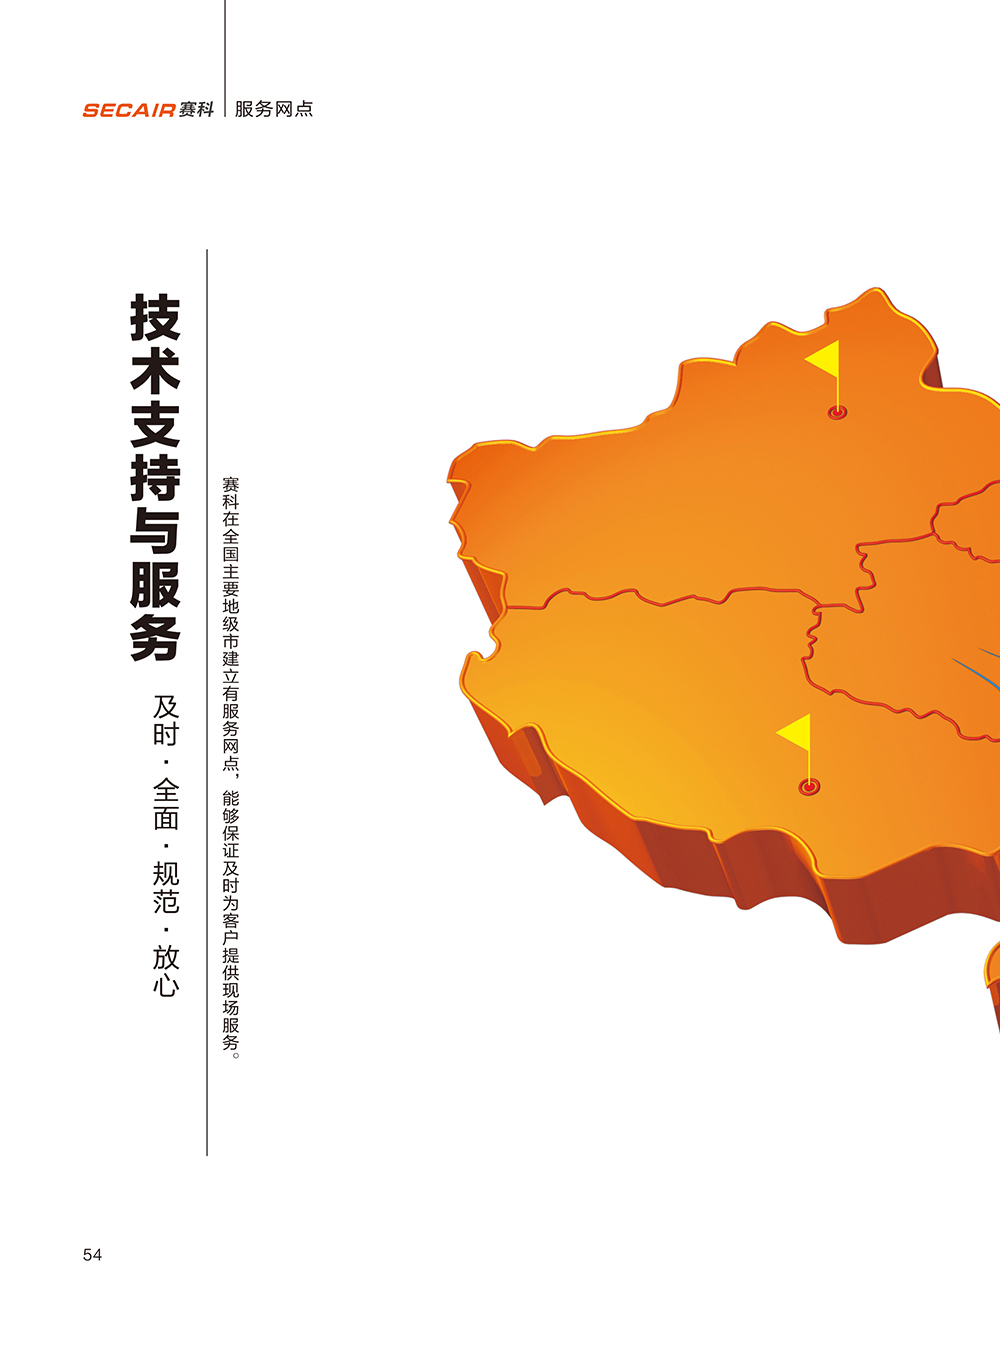 SECAIR赛科 服务网点
技术支持与服务
及时·全面·规范·放心
赛科在全国主要地级市建立有服务网点，能够保证及时为客户提供现场服务。
54